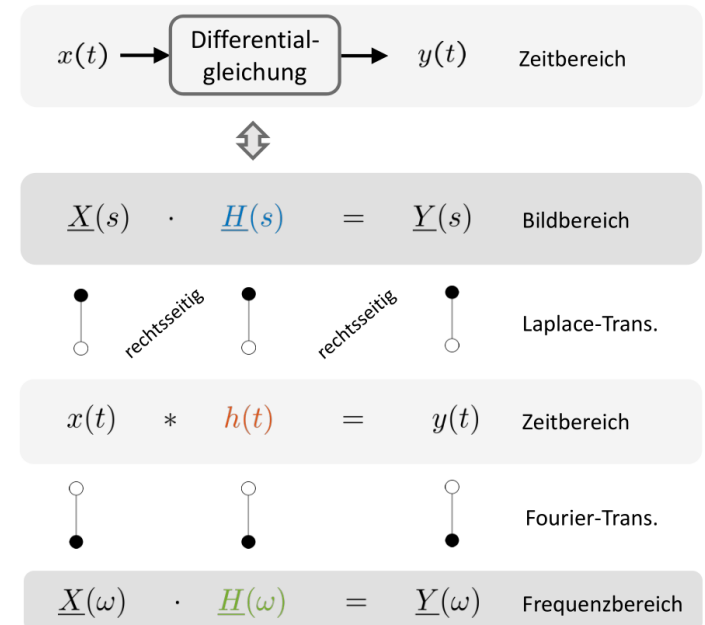 x(t) Differential-gleichung y(t) Zeitbereich
X(s) · H(s) = Y(s) Bildbereich
rechtsseitig rechtsseitig Laplace-Trans.
x(t) * h(t) = y(t) Zeitbereich
Fourier-Trans.
X(ω) · H(ω) = Y(ω) Frequenzbereich